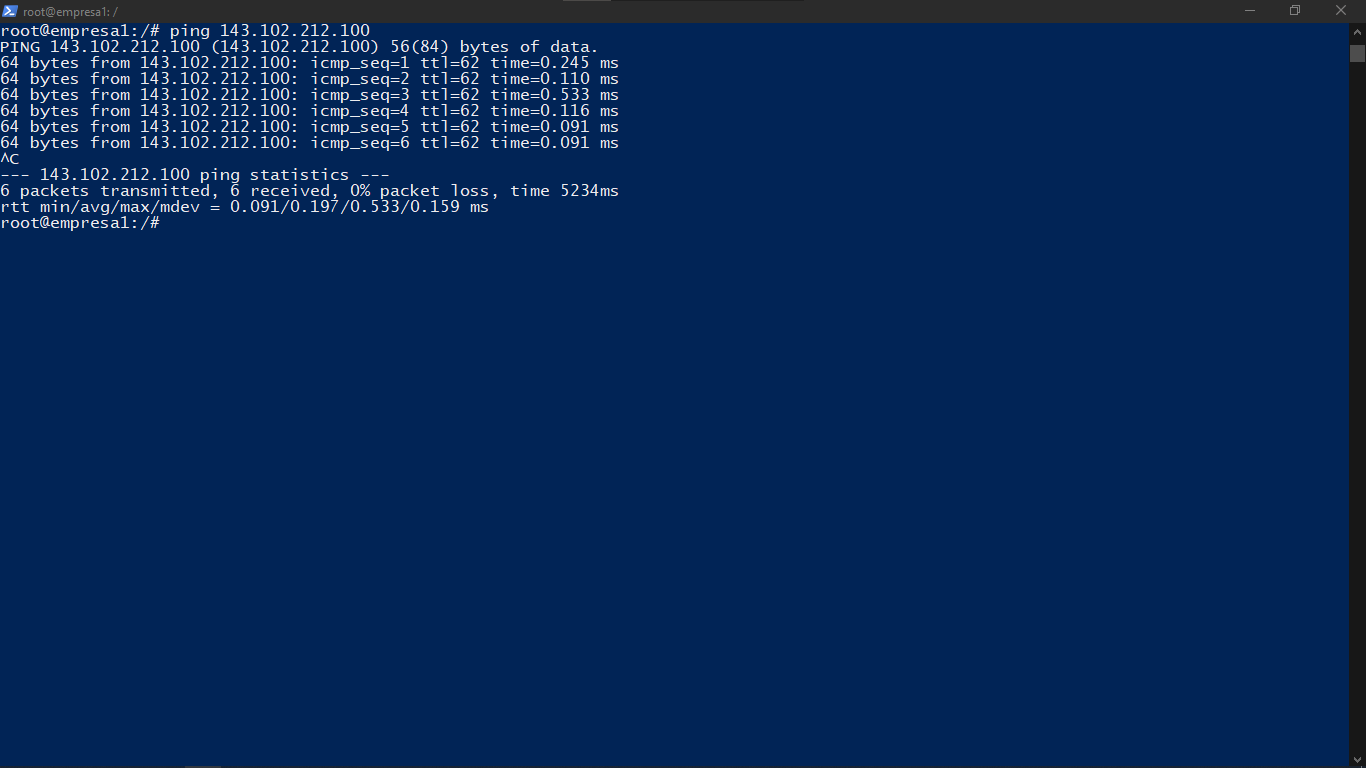 root@empresa1: /
root@empresa1:/# ping 143.102.212.100
PING 143.102.212.100 (143.102.212.100) 56(84) bytes of data.
64 bytes from 143.102.212.100: icmp_seq=1 ttl=62 time=0.245 ms
64 bytes from 143.102.212.100: icmp_seq=2 ttl=62 time=0.110 ms
64 bytes from 143.102.212.100: icmp_seq=3 ttl=62 time=0.533 ms
64 bytes from 143.102.212.100: icmp_seq=4 ttl=62 time=0.116 ms
64 bytes from 143.102.212.100: icmp_seq=5 ttl=62 time=0.091 ms
64 bytes from 143.102.212.100: icmp_seq=6 ttl=62 time=0.091 ms
^C
--- 143.102.212.100 ping statistics ---
6 packets transmitted, 6 received, 0% packet loss, time 5234ms
rtt min/avg/max/mdev = 0.091/0.197/0.533/0.159 ms
root@empresa1:/#